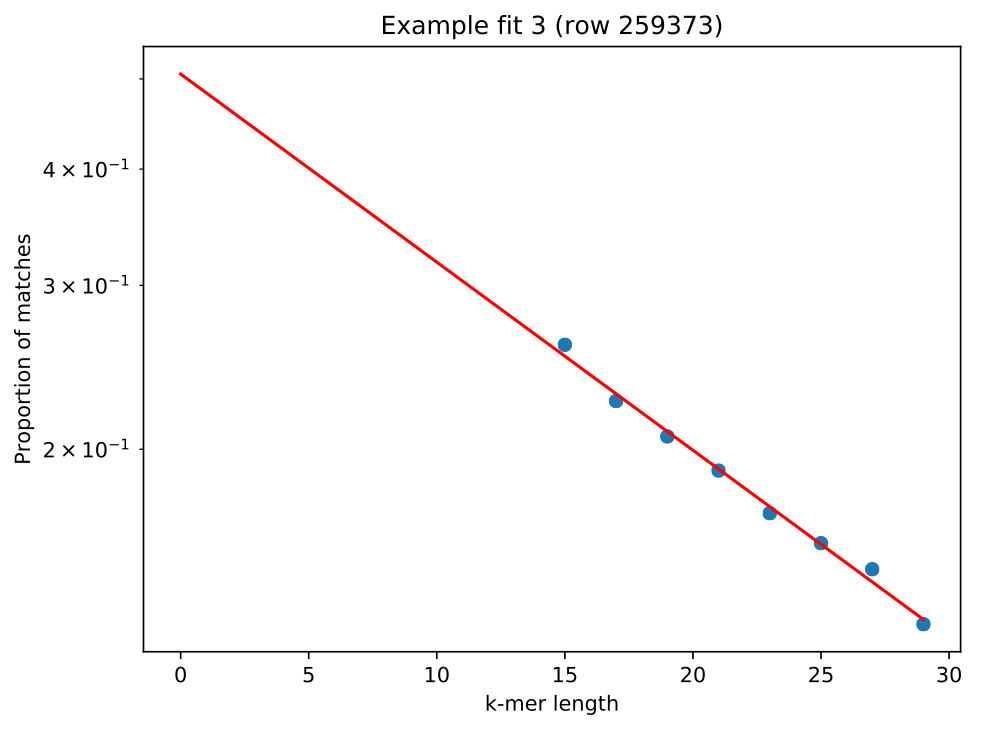 Example fit 3 (row 259373)
Proportion of matches
4 × 10⁻¹
3 × 10⁻¹
2 × 10⁻¹
0 5 10 15 20 25 30
k-mer length